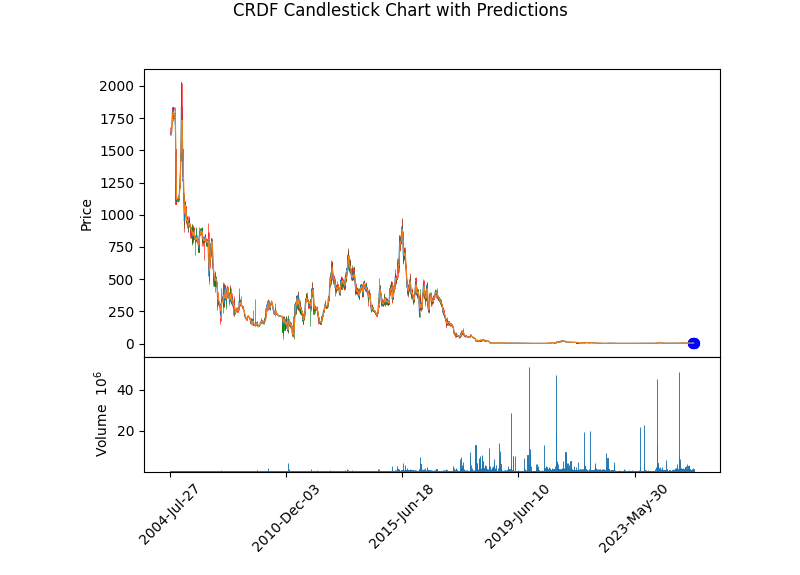 CRDF Candlestick Chart with Predictions
2000
1750
1500
1250
1000
750
500
250
0
Price
40
20
Volume 10^6
2004-Jul-27
2010-Dec-03
2015-Jun-18
2019-Jun-10
2023-May-30